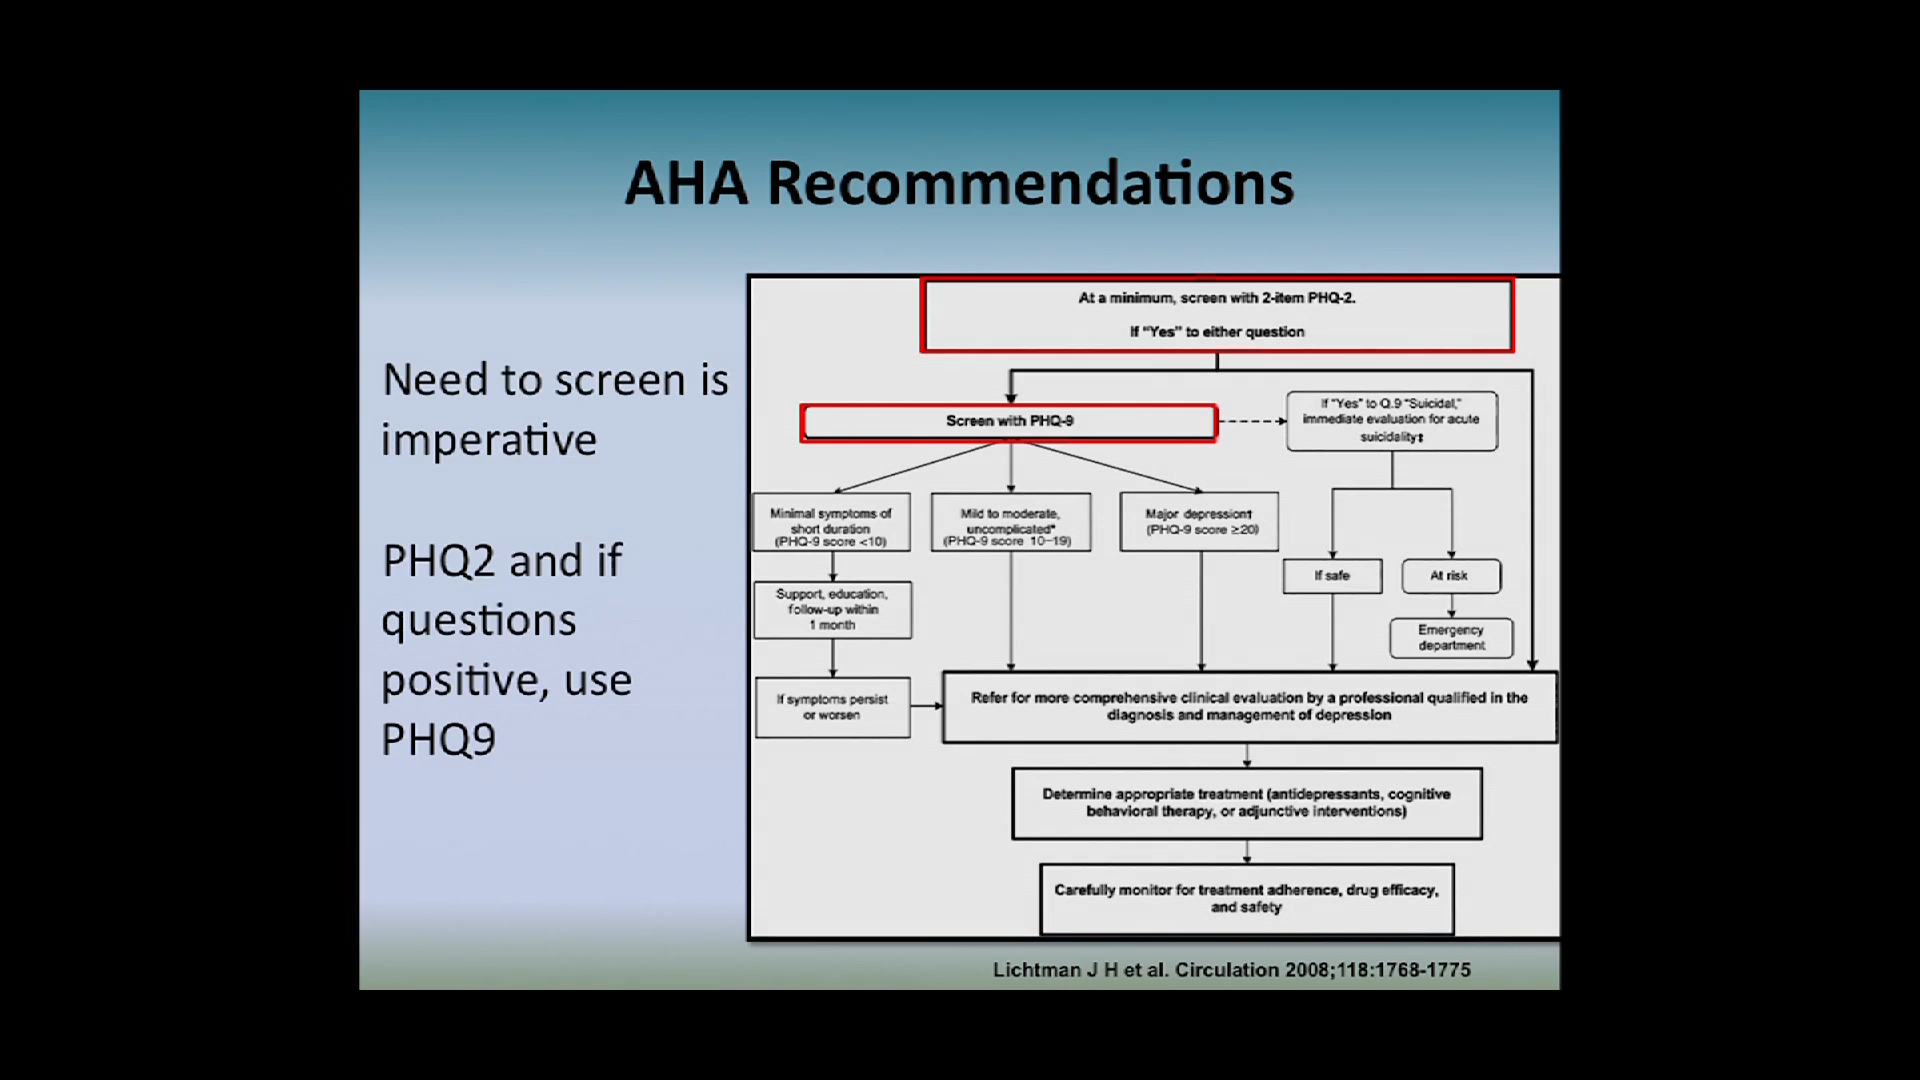 AHA Recommendations
Need to screen is
imperative
PHQ2 and if
questions
positive, use
PHQ9
At a minimum, screen with 2-item PHQ-2.
If “Yes” to either question
Screen with PHQ-9
If “Yes” to Q.9 “Suicidal,”
immediate evaluation for acute
suicidality‡
Minimal symptoms of
short duration
(PHQ-9 score <10)
Mild to moderate,
uncomplicated*
(PHQ-9 score 10–19)
Major depression†
(PHQ-9 score ≥20)
If safe
At risk
Support, education,
follow-up within
1 month
Emergency
department
If symptoms persist
or worsen
Refer for more comprehensive clinical evaluation by a professional qualified in the
diagnosis and management of depression
Determine appropriate treatment (antidepressants, cognitive
behavioral therapy, or adjunctive interventions)
Carefully monitor for treatment adherence, drug efficacy,
and safety
Lichtman J H et al. Circulation 2008;118:1768-1775